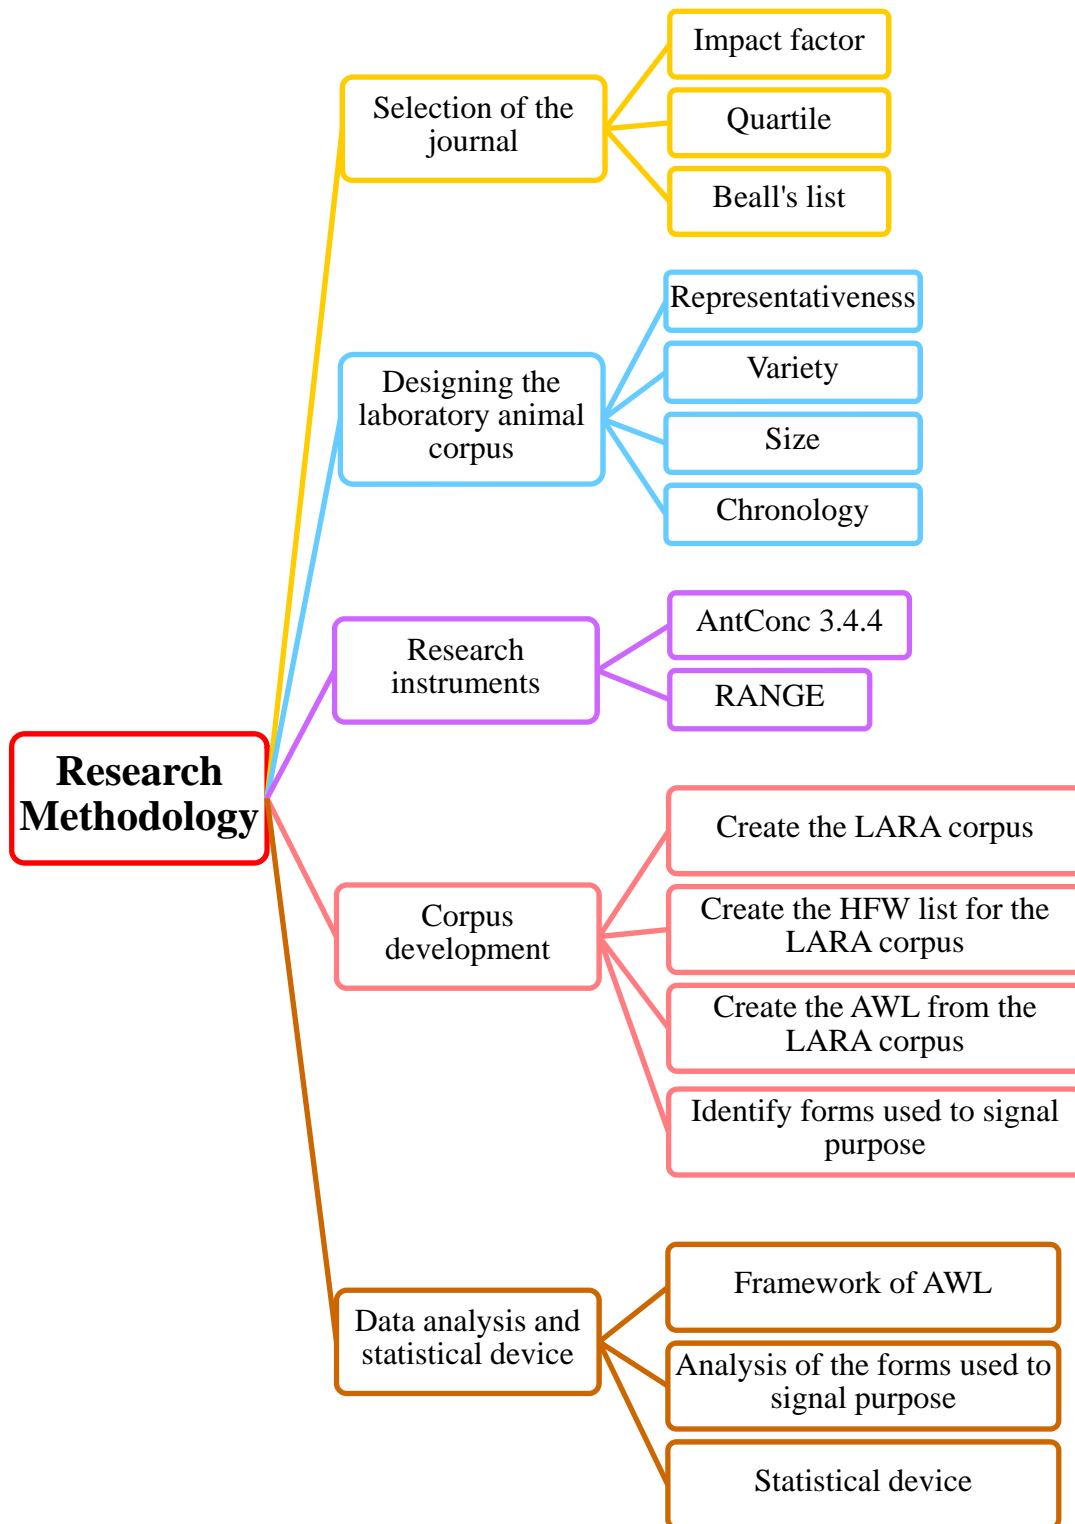 Research
Methodology
Selection of the
journal
Impact factor
Quartile
Beall's list
Designing the
laboratory animal
corpus
Representativeness
Variety
Size
Chronology
Research
instruments
AntConc 3.4.4
RANGE
Corpus
development
Create the LARA corpus
Create the HFW list for the
LARA corpus
Create the AWL from the
LARA corpus
Identify forms used to signal
purpose
Data analysis and
statistical device
Framework of AWL
Analysis of the forms used to
signal purpose
Statistical device